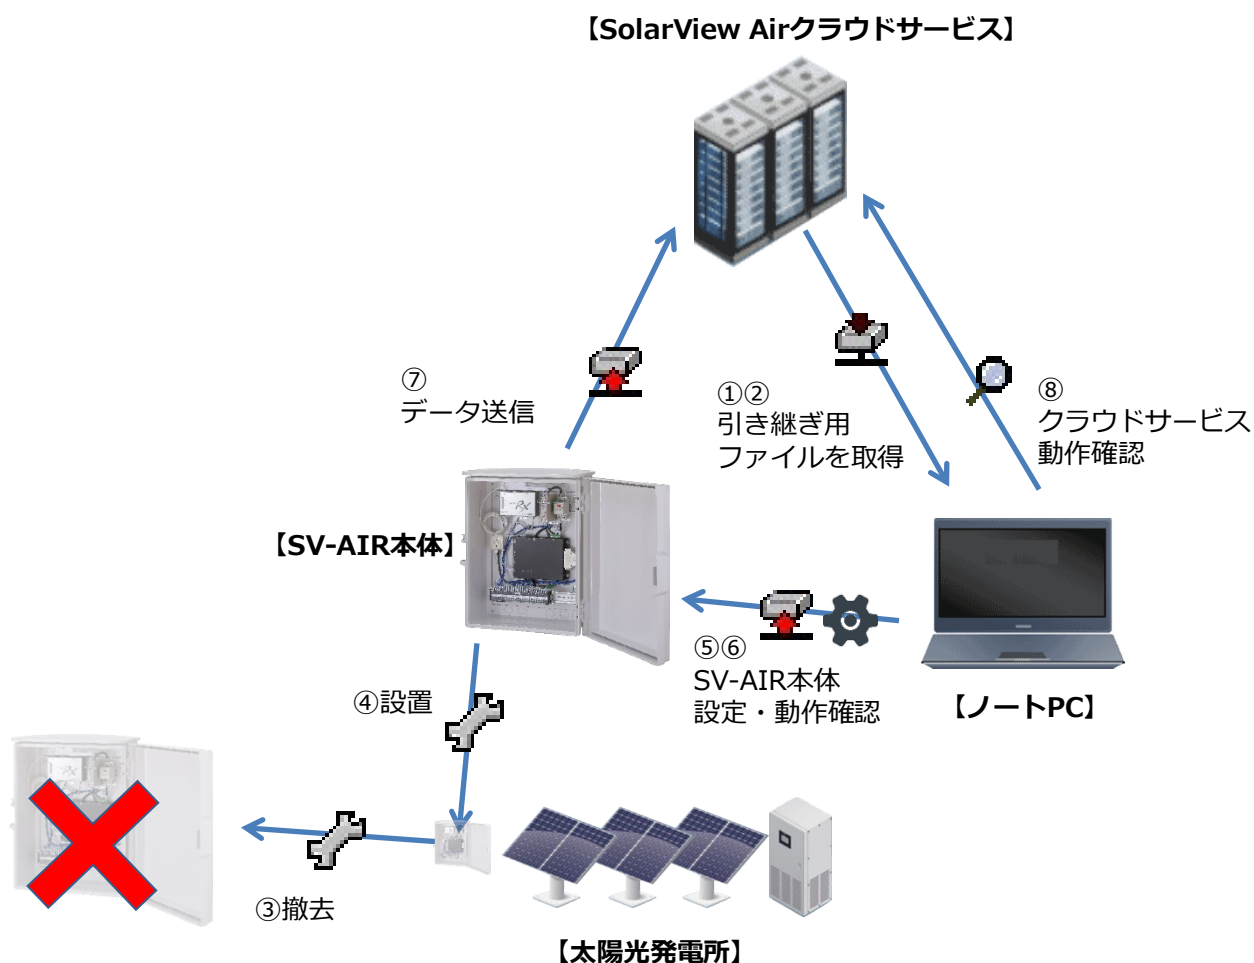 【SolarView Airクラウドサービス】
⑦
データ送信
①②
引き継ぎ用
ファイルを取得
⑧
クラウドサービス
動作確認
【SV-AIR本体】
⑤⑥
SV-AIR本体
設定・動作確認
【ノートPC】
④設置
③撤去
【太陽光発電所】